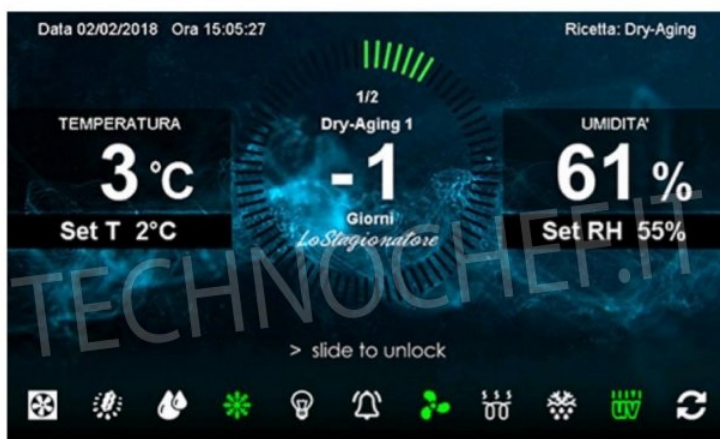 Data 02/02/2018 Ora 15:05:27
Ricetta: Dry-Aging
1/2
Dry-Aging 1
- 1
Giorni
LoStagionatore
TEMPERATURA
3 °C
Set T 2°C
UMIDITA'
61 %
Set RH 55%
TECHNOCHEF.IT
> slide to unlock
UV